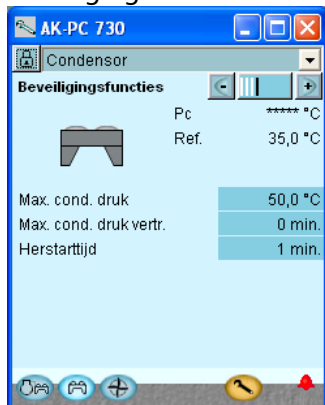 AK-PC 730
Condensor
Beveiligingsfuncties
Pc ***** °C
Ref. 35,0 °C
Max. cond. druk 50,0 °C
Max. cond. druk vertr. 0 min.
Herstarttijd 1 min.